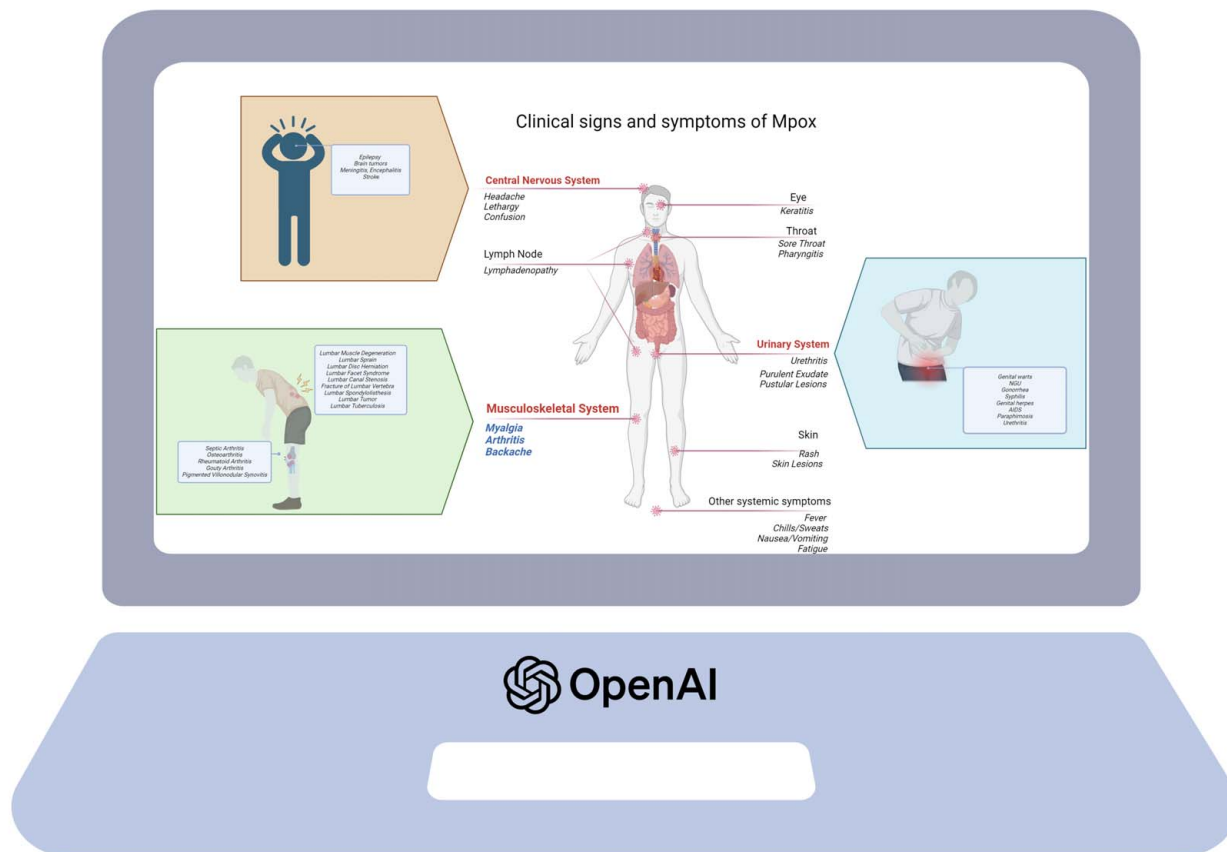 Clinical signs and symptoms of Mpox
Epilepsy
Brain tumors
Meningitis, Encephalitis
Stroke
Central Nervous System
Headache
Lethargy
Confusion
Lymph Node
Lymphadenopathy
Eye
Keratitis
Throat
Sore Throat
Pharyngitis
Lumbar Muscle Degeneration
Lumbar Sprain
Lumbar Disc Herniation
Lumbar Facet Syndrome
Lumbar Canal Stenosis
Fracture of Lumbar Vertebra
Lumbar Spondylolisthesis
Lumbar Tumor
Lumbar Tuberculosis
Septic Arthritis
Osteoarthritis
Rheumatoid Arthritis
Gouty Arthritis
Pigmented Villonodular Synovitis
Musculoskeletal System
Myalgia
Arthritis
Backache
Urinary System
Urethritis
Purulent Exudate
Pustular Lesions
Genital warts
NGU
Gonorrhea
Syphilis
Genital herpes
AIDS
Paraphimosis
Urethritis
Skin
Rash
Skin Lesions
Other systemic symptoms
Fever
Chills/Sweats
Nausea/Vomiting
Fatigue
OpenAI